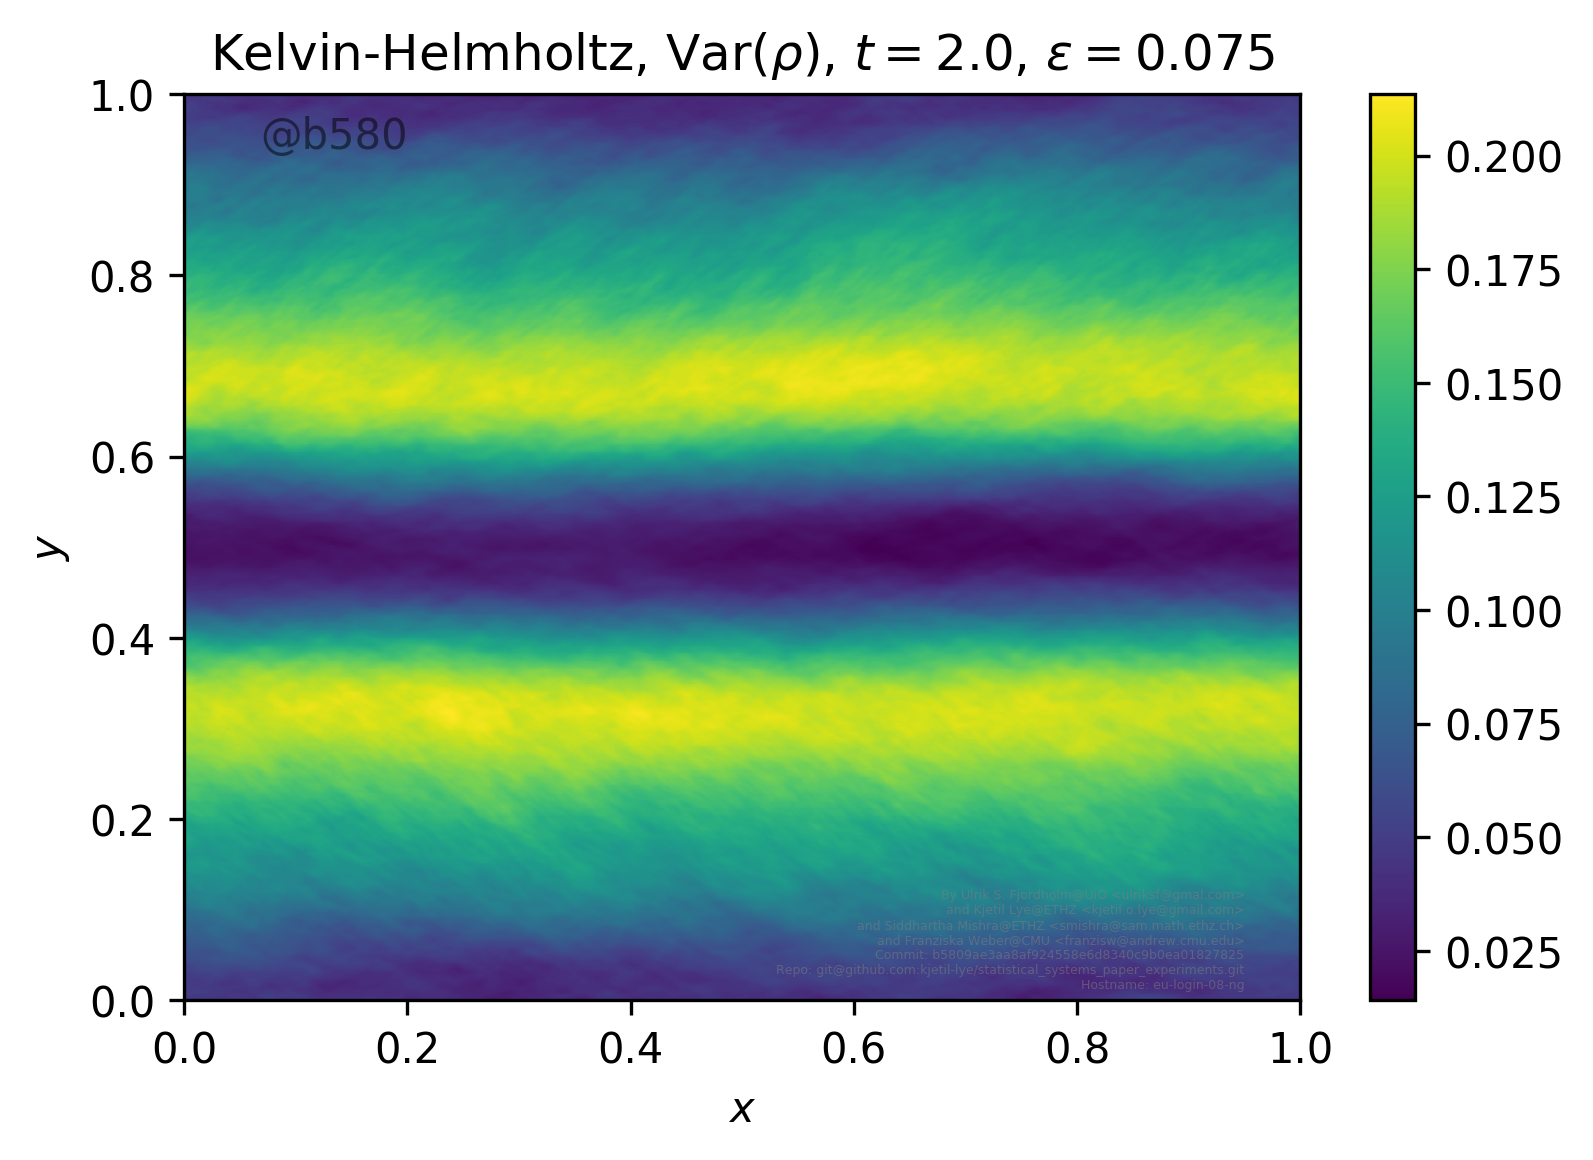 Kelvin-Helmholtz, Var(ρ), t = 2.0, ε = 0.075
@b580
1.0
0.8
0.6
0.4
0.2
0.0
y
0.0 0.2 0.4 0.6 0.8 1.0
x
0.200
0.175
0.150
0.125
0.100
0.075
0.050
0.025
By Ulrik S. Fjordholm@UiO
and Kjetil Lye@ETHZ <kjetil.o.lye@gmail.com>
and Siddhartha Mishra@ETHZ <smishra@sam.math.ethz.ch>
and Franziska Weber@CMU <franzisw@andrew.cmu.edu>
Commit: b5809ae3aa8af924558e6d8340c9b0ea01827825
Repo: git@github.com:kjetil-lye/statistical_systems_paper_experiments.git
Hostname: eu-login-08-ng